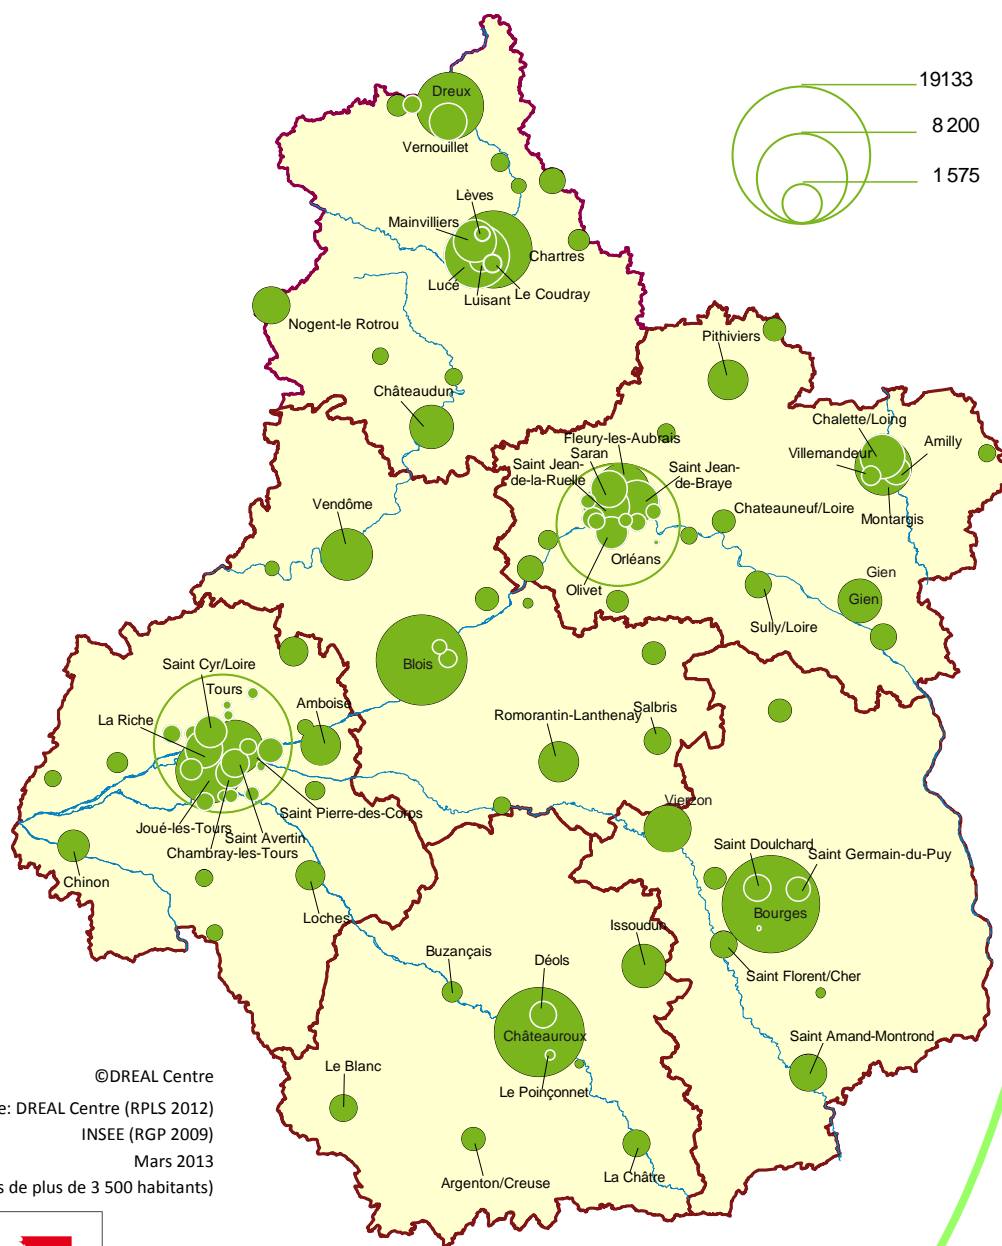 19133
8 200
1 575
Dreux
Vernouillet
Lèves
Mainvilliers
Chartres
Lucé
Luisant
Le Coudray
Nogent-le Rotrou
Châteaudun
Pithiviers
Chalette/Loing
Villemandeur
Amilly
Montargis
Fleury-les-Aubrais
Saran
Saint Jean-
de-la-Ruelle
Saint Jean-
de-Braye
Chateauneuf/Loire
Orléans
Olivet
Vendôme
Gien
Gien
Sully/Loire
Blois
Saint Cyr/Loire
Tours
La Riche
Amboise
Romorantin-Lanthenay
Salbris
Joué-les-Tours
Saint Pierre-des-Corps
Saint Avertin
Chambray-les-Tours
Vierzon
Chinon
Loches
Saint Doulchard
Saint Germain-du-Puy
Bourges
Issoudun
Buzançais
Déols
Saint Florent/Cher
Châteauroux
Saint Amand-Montrond
Le Blanc
Le Poinçonnet
Argenton/Creuse
La Châtre
©DREAL Centre
e: DREAL Centre (RPLS 2012)
INSEE (RGP 2009)
Mars 2013
s de plus de 3 500 habitants)